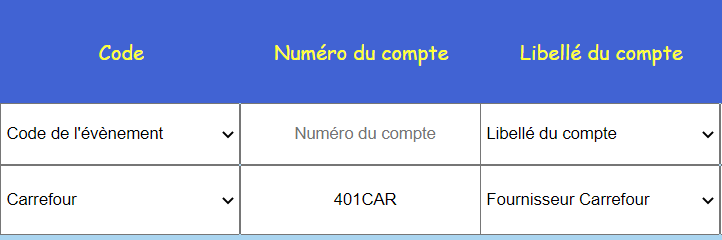 Code Numéro du compte Libellé du compte
Code de l'évènement Numéro du compte Libellé du compte
Carrefour 401CAR Fournisseur Carrefour